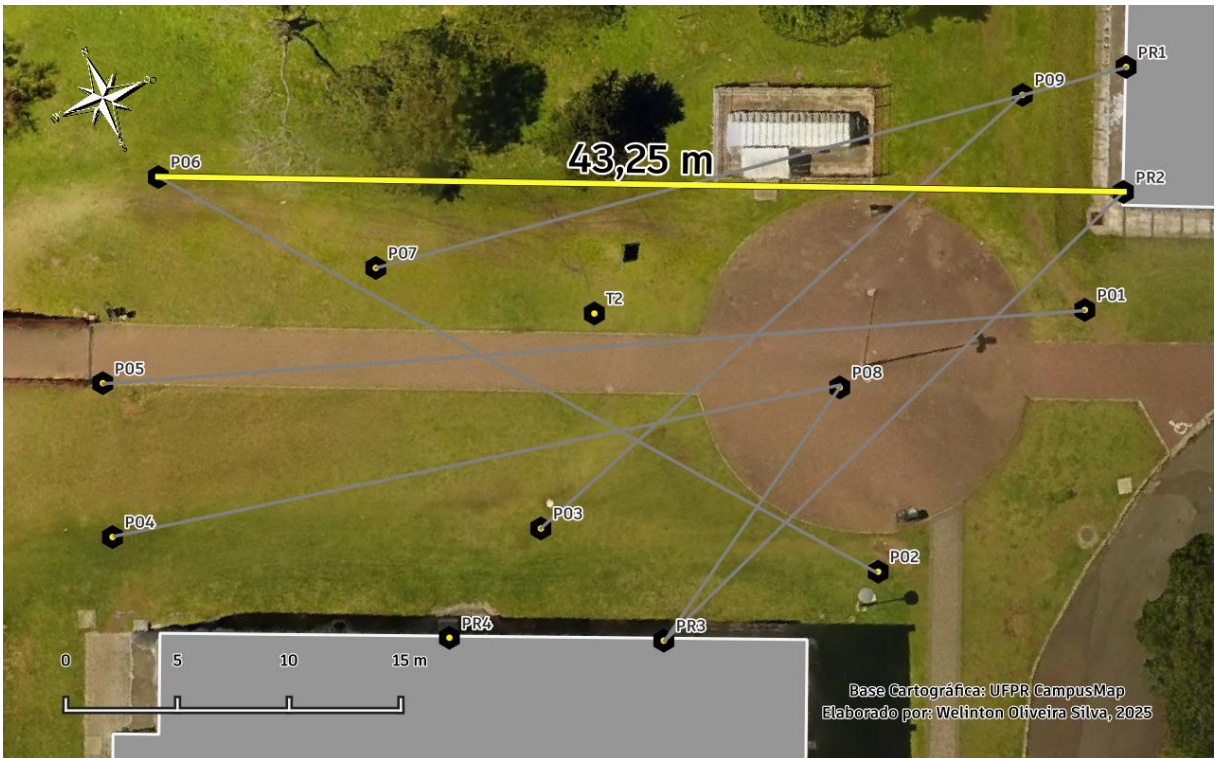 PR1
P09
43,25 m
P06
PR2
P07
T2
P01
P05
P08
P04
P03
P02
PR4
PR3
0 5 10 15 m
Base Cartográfica: UFPR CampusMap
Elaborado por: Welinton Oliveira Silva, 2025